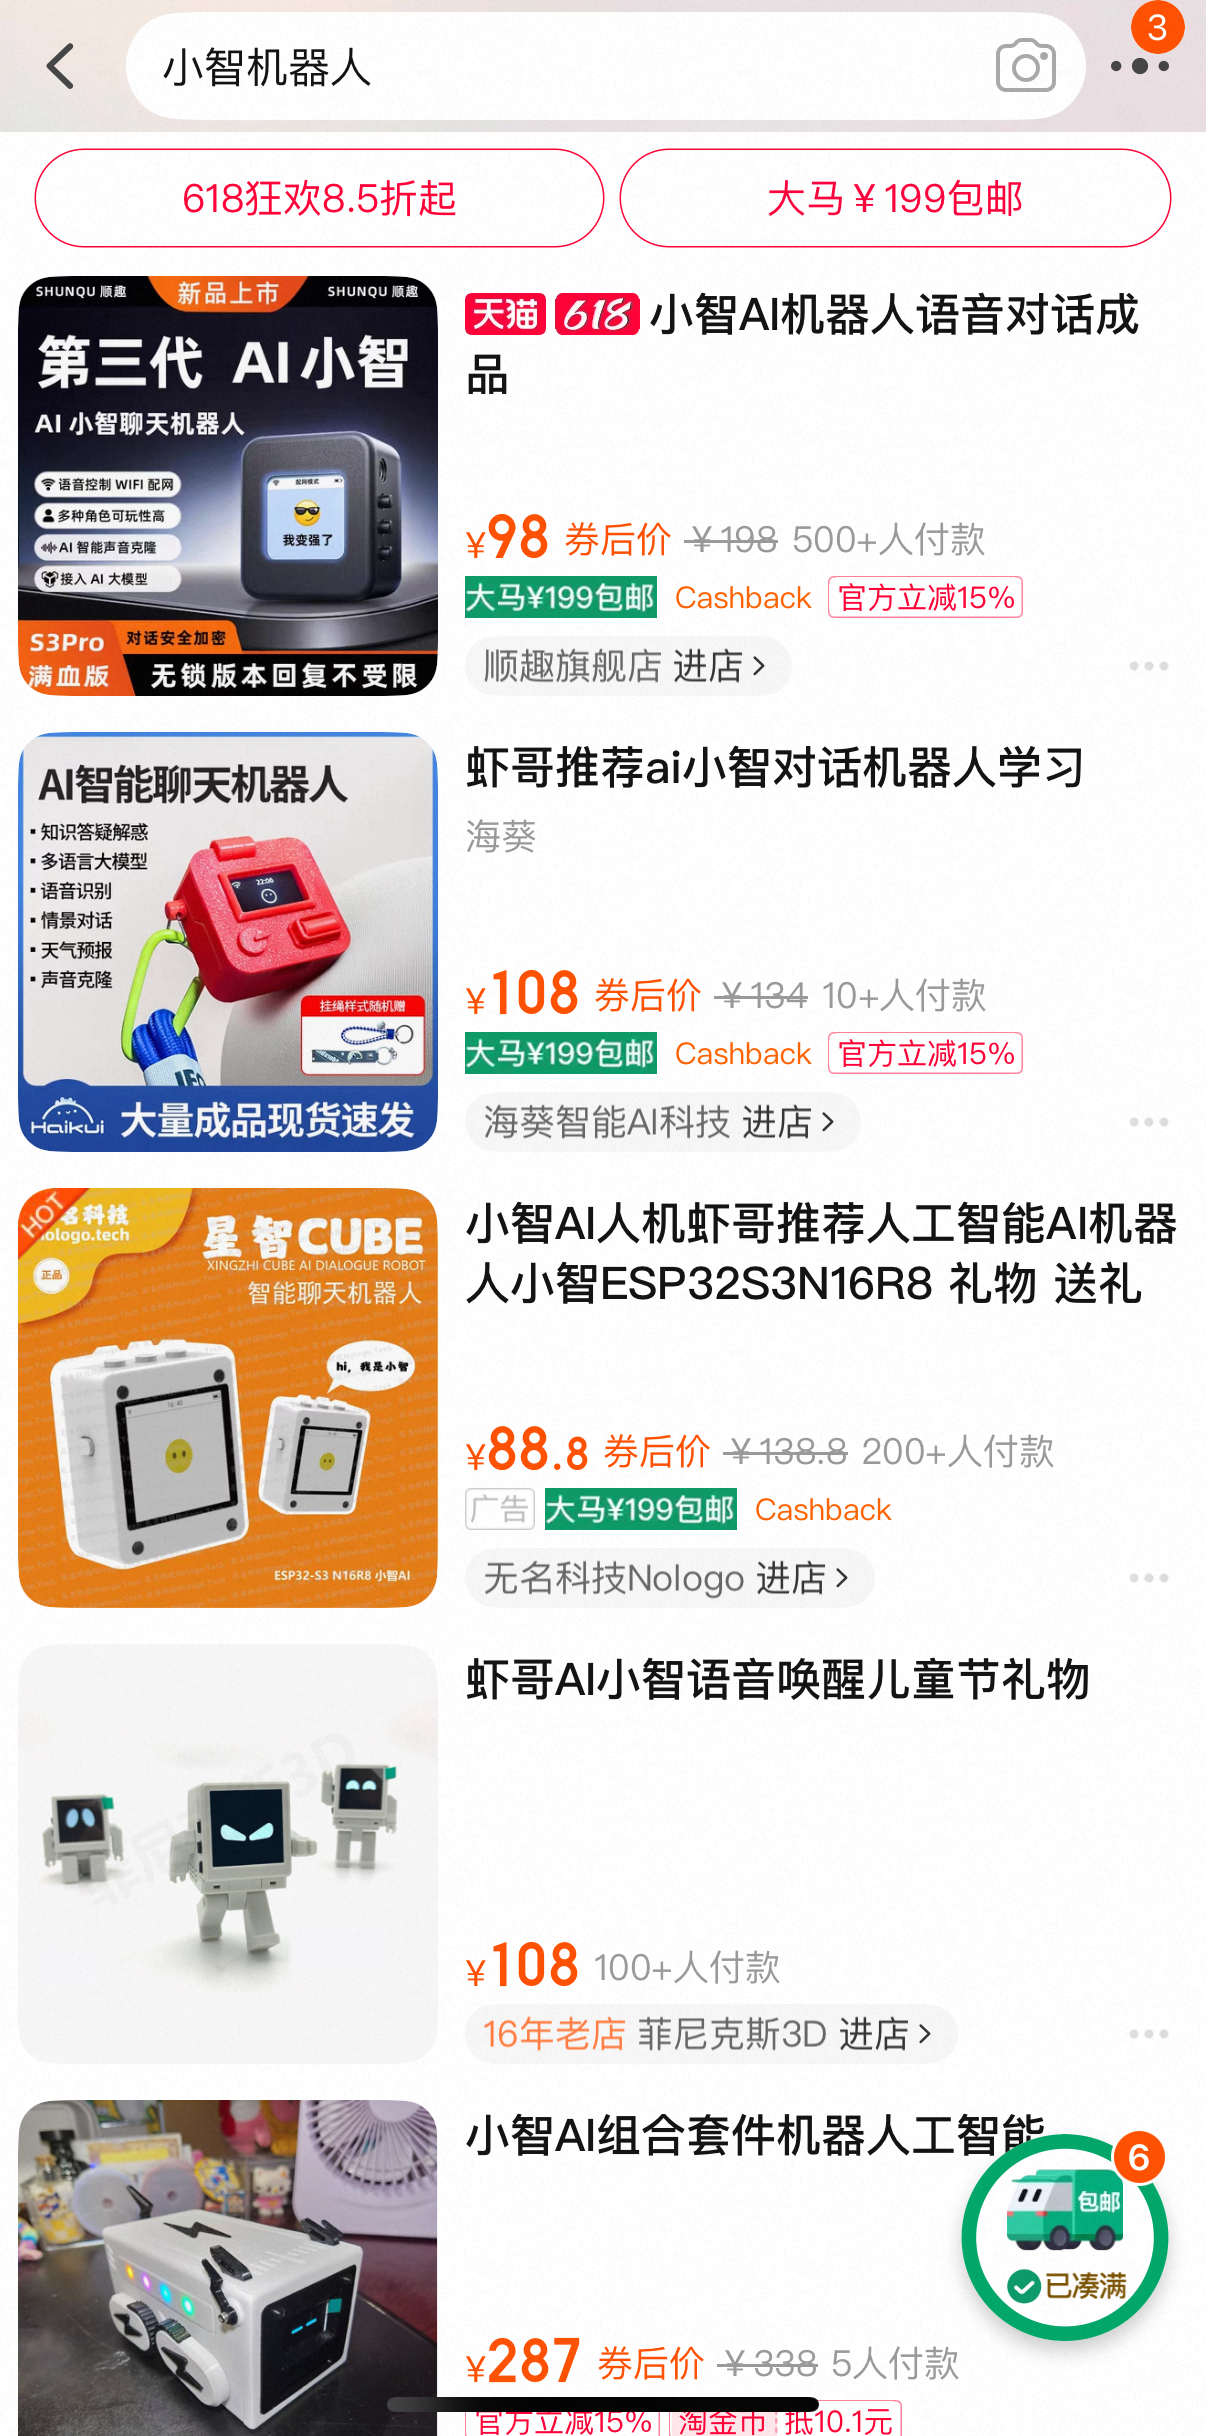 3
小智机器人
618狂欢8.5折起
大马￥199包邮
SHUNQU 顺趣
新品上市
SHUNQU 顺趣
第三代 AI小智
AI 小智聊天机器人
语音控制 WIFI 配网
多种角色可玩性高
AI 智能声音克隆
接入 AI 大模型
配网模式
我变强了
S3Pro
满血版
对话安全加密
无锁版本回复不受限
天猫 618 小智AI机器人语音对话成
品
¥98 券后价 ￥198 500+人付款
大马¥199包邮 Cashback 官方立减15%
顺趣旗舰店 进店
AI智能聊天机器人
▪知识答疑解惑
▪多语言大模型
▪语音识别
▪情景对话
▪天气预报
▪声音克隆
22:06
挂绳样式随机赠
Haikui
大量成品现货速发
虾哥推荐ai小智对话机器人学习
海葵
¥108 券后价 ￥134 10+人付款
大马¥199包邮 Cashback 官方立减15%
海葵智能AI科技 进店
HOT
名科技
ologo.tech
正品
星智CUBE
XINGZHI CUBE AI DIALOGUE ROBOT
智能聊天机器人
hi，我是小智
ESP32-S3 N16R8 小智AI
小智AI人机虾哥推荐人工智能AI机器
人小智ESP32S3N16R8 礼物 送礼
¥88.8 券后价 ￥138.8 200+人付款
广告 大马¥199包邮 Cashback
无名科技Nologo 进店
虾哥AI小智语音唤醒儿童节礼物
¥108 100+人付款
16年老店 菲尼克斯3D 进店
小智AI组合套件机器人工智能
6
包邮
已凑满
¥287 券后价 ￥338 5人付款
官方立减15% 淘金币 抵10.1元